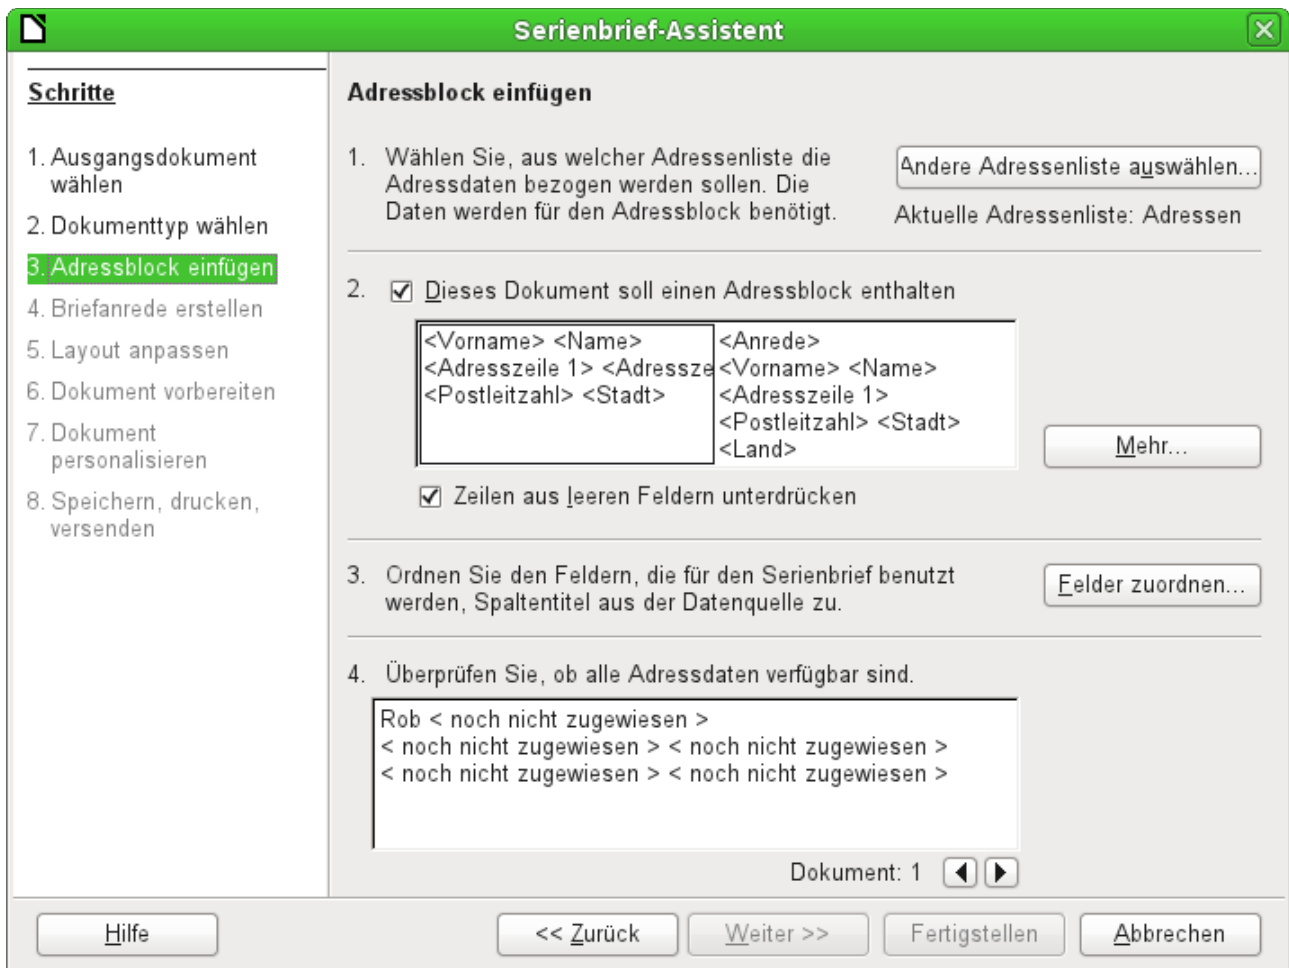 Serienbrief-Assistent
Schritte
1. Ausgangsdokument
wählen
2. Dokumenttyp wählen
3. Adressblock einfügen
4. Briefanrede erstellen
5. Layout anpassen
6. Dokument vorbereiten
7. Dokument
personalisieren
8. Speichern, drucken,
versenden
Adressblock einfügen
1. Wählen Sie, aus welcher Adressenliste die
Adressdaten bezogen werden sollen. Die
Daten werden für den Adressblock benötigt.
Andere Adressenliste auswählen...
Aktuelle Adressenliste: Adressen
2. Dieses Dokument soll einen Adressblock enthalten
<Vorname> <Name>
<Adresszeile 1> <Adressze
<Postleitzahl> <Stadt>
<Anrede>
<Vorname> <Name>
<Adresszeile 1>
<Postleitzahl> <Stadt>
<Land>
Mehr...
Zeilen aus leeren Feldern unterdrücken
3. Ordnen Sie den Feldern, die für den Serienbrief benutzt
werden, Spaltentitel aus der Datenquelle zu.
Felder zuordnen...
4. Überprüfen Sie, ob alle Adressdaten verfügbar sind.
Rob < noch nicht zugewiesen >
< noch nicht zugewiesen > < noch nicht zugewiesen >
< noch nicht zugewiesen > < noch nicht zugewiesen >
Dokument: 1
Hilfe
<< Zurück
Weiter >>
Fertigstellen
Abbrechen